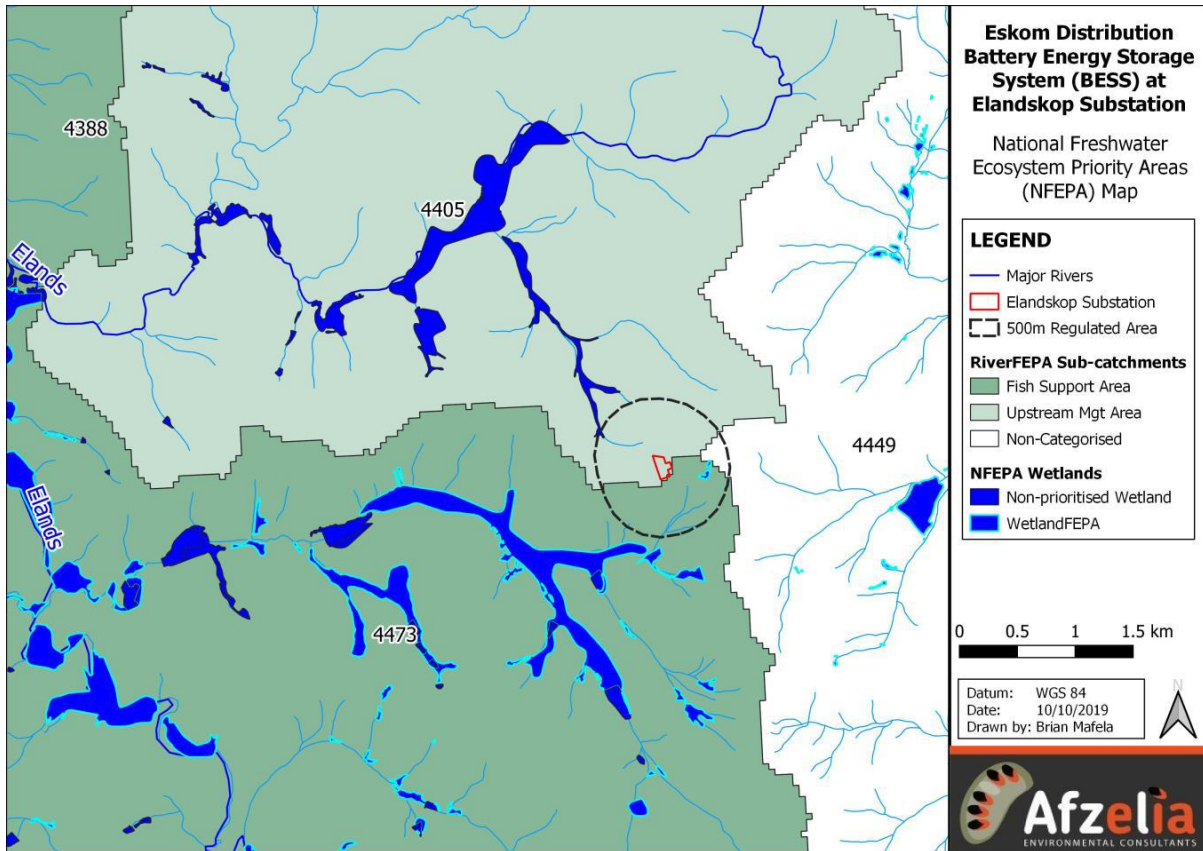 Eskom Distribution
Battery Energy Storage
System (BESS) at
Elandskop Substation
National Freshwater
Ecosystem Priority Areas
(NFEPA) Map
LEGEND
Major Rivers
Elandskop Substation
500m Regulated Area
RiverFEPA Sub-catchments
Fish Support Area
Upstream Mgt Area
Non-Categorised
NFEPA Wetlands
Non-prioritised Wetland
WetlandFEPA
0 0.5 1 1.5 km
Datum: WGS 84
Date: 10/10/2019
Drawn by: Brian Mafela
N
Afzelia
ENVIRONMENTAL CONSULTANTS
4388
4405
Elands
4449
Elands
4473